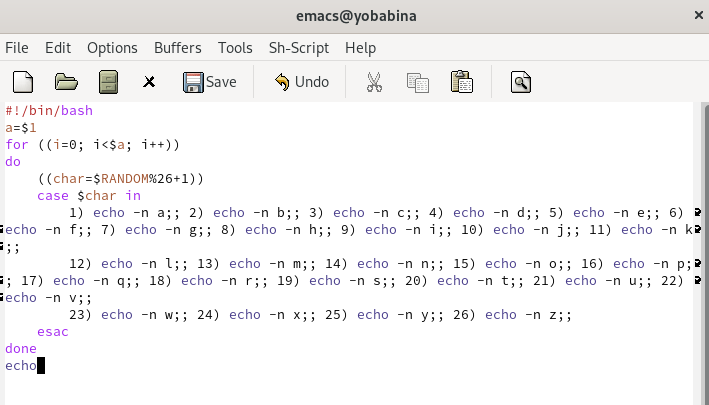 emacs@yobabina
×
File Edit Options Buffers Tools Sh-Script Help
Save Undo
#!/bin/bash
a=$1
for ((i=0; i<$a; i++))
do
    ((char=$RANDOM%26+1))
    case $char in
        1) echo -n a;; 2) echo -n b;; 3) echo -n c;; 4) echo -n d;; 5) echo -n e;; 6)
echo -n f;; 7) echo -n g;; 8) echo -n h;; 9) echo -n i;; 10) echo -n j;; 11) echo -n k
;;
        12) echo -n l;; 13) echo -n m;; 14) echo -n n;; 15) echo -n o;; 16) echo -n p;
; 17) echo -n q;; 18) echo -n r;; 19) echo -n s;; 20) echo -n t;; 21) echo -n u;; 22)
echo -n v;;
        23) echo -n w;; 24) echo -n x;; 25) echo -n y;; 26) echo -n z;;
    esac
done
echo